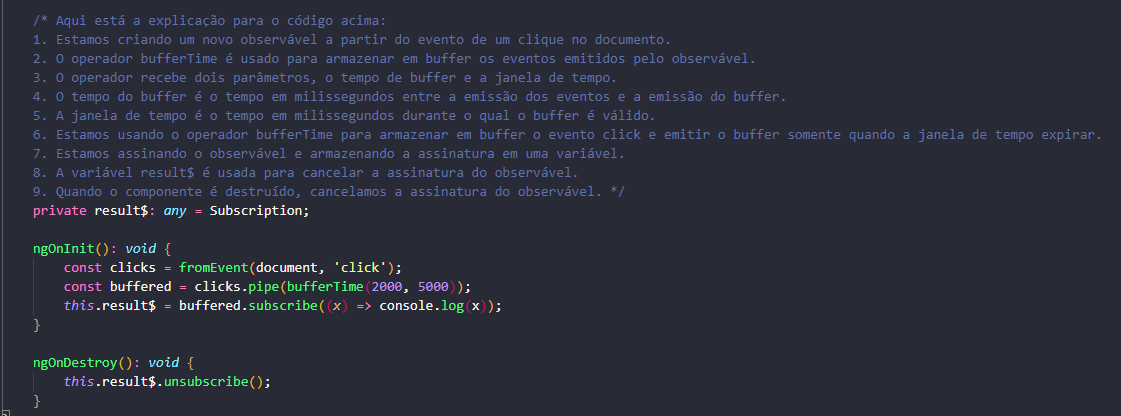 /* Aqui está a explicação para o código acima:
1. Estamos criando um novo observável a partir do evento de um clique no documento.
2. O operador bufferTime é usado para armazenar em buffer os eventos emitidos pelo observável.
3. O operador recebe dois parâmetros, o tempo de buffer e a janela de tempo.
4. O tempo do buffer é o tempo em milissegundos entre a emissão dos eventos e a emissão do buffer.
5. A janela de tempo é o tempo em milissegundos durante o qual o buffer é válido.
6. Estamos usando o operador bufferTime para armazenar em buffer o evento click e emitir o buffer somente quando a janela de tempo expirar.
7. Estamos assinando o observável e armazenando a assinatura em uma variável.
8. A variável result$ é usada para cancelar a assinatura do observável.
9. Quando o componente é destruído, cancelamos a assinatura do observável. */
private result$: any = Subscription;
ngOnInit(): void {
const clicks = fromEvent(document, 'click');
const buffered = clicks.pipe(bufferTime(2000, 5000));
this.result$ = buffered.subscribe((x) => console.log(x));
}
ngOnDestroy(): void {
this.result$.unsubscribe();
}